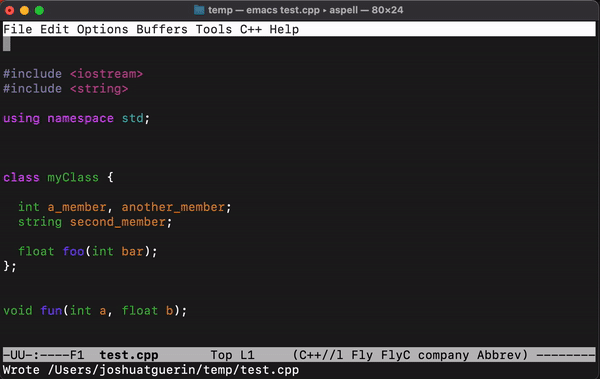 temp — emacs test.cpp ▸ aspell — 80×24
File Edit Options Buffers Tools C++ Help
#include <iostream>
#include <string>
using namespace std;
class myClass {
int a_member, another_member;
string second_member;
float foo(int bar);
};
void fun(int a, float b);
-UU-:----F1  test.cpp       Top L1     (C++//l Fly FlyC company Abbrev) --------
Wrote /Users/joshuatguerin/temp/test.cpp